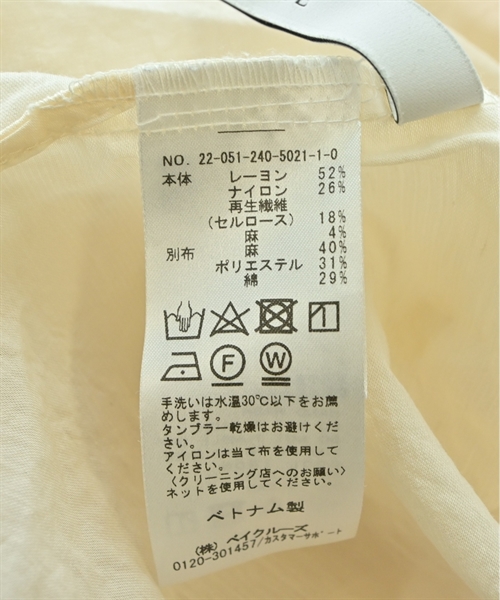 NO. 22-051-240-5021-1-0
本体 レーヨン 52%
ナイロン 26%
再生繊維
(セルロース) 18%
麻 4%
別布 麻 40%
ポリエステル 31%
綿 29%
F W
手洗いは水温30℃以下をお薦
めします。
タンブラー乾燥はお避けくださ
い。
アイロンは当て布を使用して
ください。
〈クリーニング店へのお願い〉
ネットを使用してください。
ベトナム製
(株) ベイクルーズ
0120-301457/カスタマーサポート